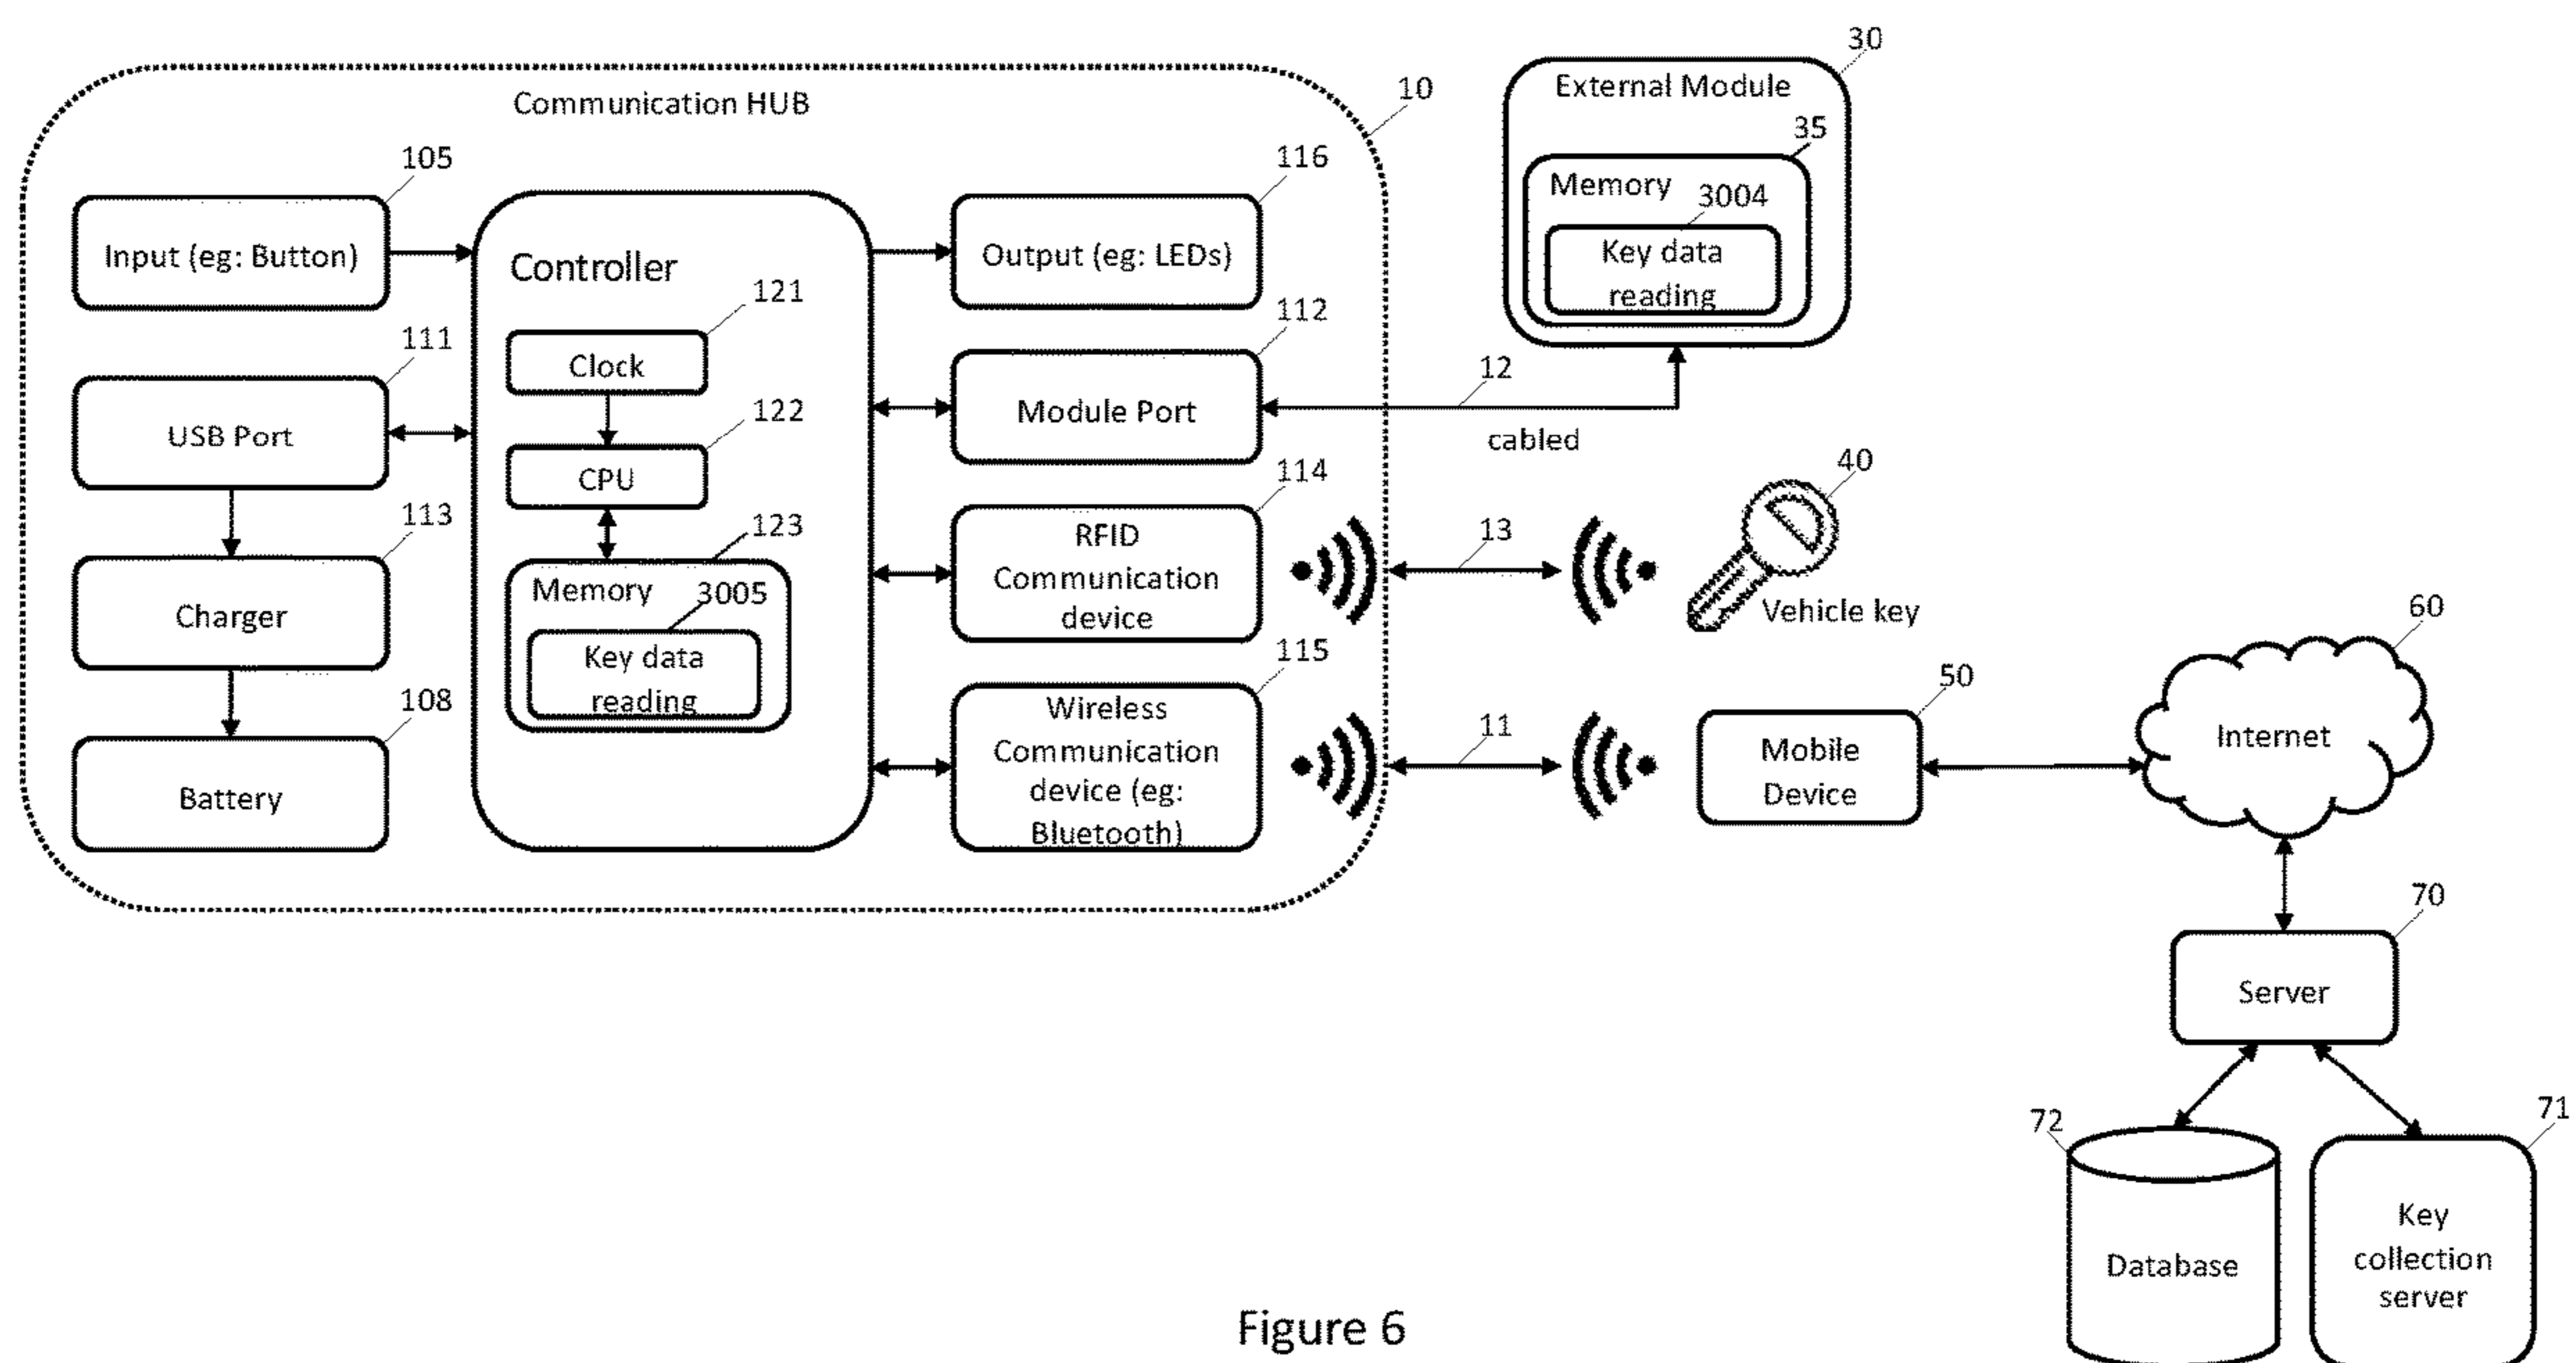 Communication HUB
10
105
Input (eg: Button)
111
USB Port
113
Charger
108
Battery
Controller
121
Clock
122
CPU
123
Memory
3005
Key data
reading
116
Output (eg: LEDs)
112
Module Port
114
RFID
Communication
device
115
Wireless
Communication
device (eg:
Bluetooth)
30
External Module
35
Memory
3004
Key data
reading
12
cabled
13
40
Vehicle key
11
50
Mobile
Device
60
Internet
70
Server
72
Database
71
Key
collection
server
Figure 6